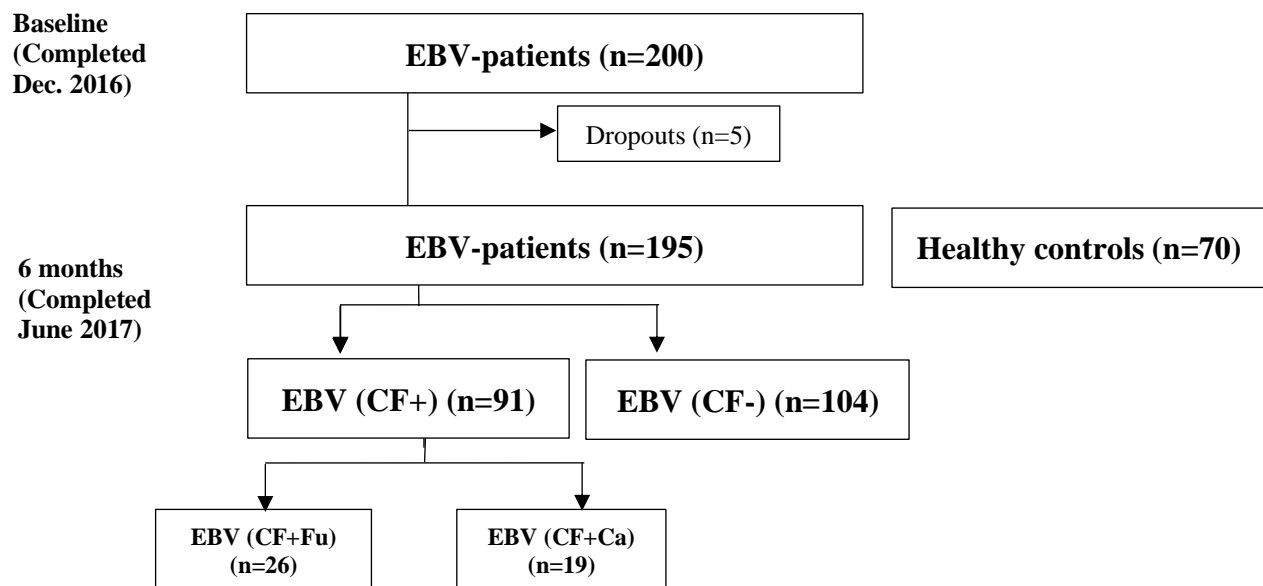 Baseline
(Completed
Dec. 2016)
EBV-patients (n=200)
Dropouts (n=5)
EBV-patients (n=195)
Healthy controls (n=70)
6 months
(Completed
June 2017)
EBV (CF+) (n=91)
EBV (CF-) (n=104)
EBV (CF+Fu)
(n=26)
EBV (CF+Ca)
(n=19)